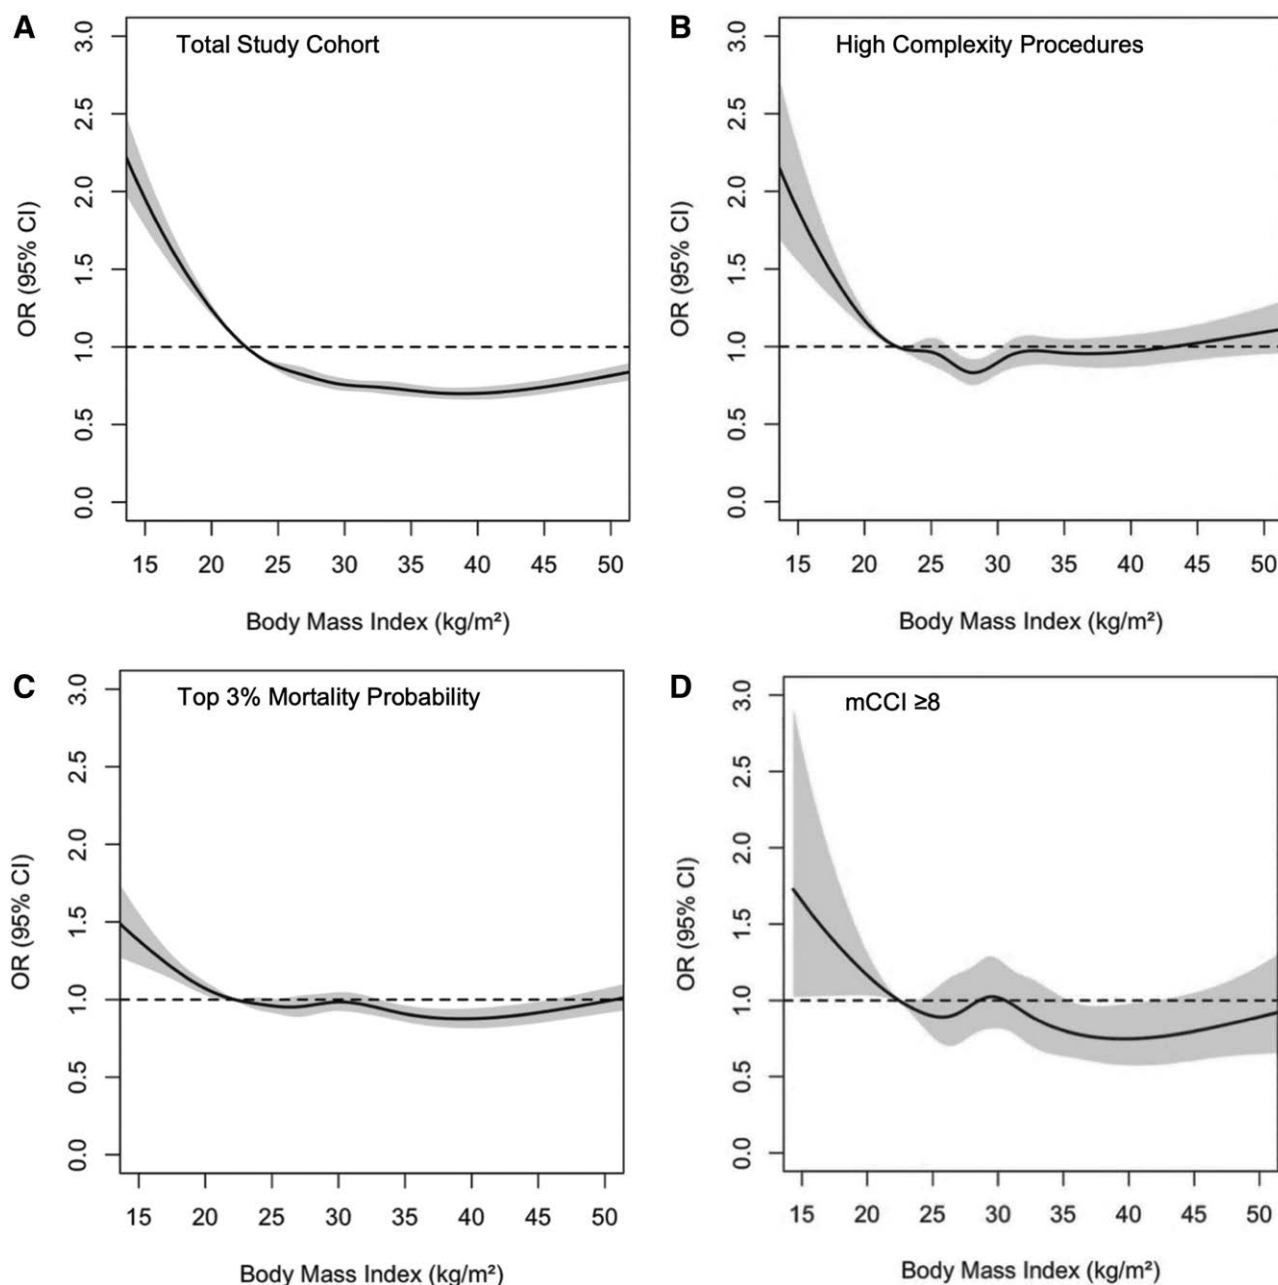 A
Total Study Cohort
OR (95% CI)
3.0
2.5
2.0
1.5
1.0
0.5
0.0
15 20 25 30 35 40 45 50
Body Mass Index (kg/m²)
B
High Complexity Procedures
OR (95% CI)
3.0
2.5
2.0
1.5
1.0
0.5
0.0
15 20 25 30 35 40 45 50
Body Mass Index (kg/m²)
C
Top 3% Mortality Probability
OR (95% CI)
3.0
2.5
2.0
1.5
1.0
0.5
0.0
15 20 25 30 35 40 45 50
Body Mass Index (kg/m²)
D
mCCI ≥8
OR (95% CI)
3.0
2.5
2.0
1.5
1.0
0.5
0.0
15 20 25 30 35 40 45 50
Body Mass Index (kg/m²)